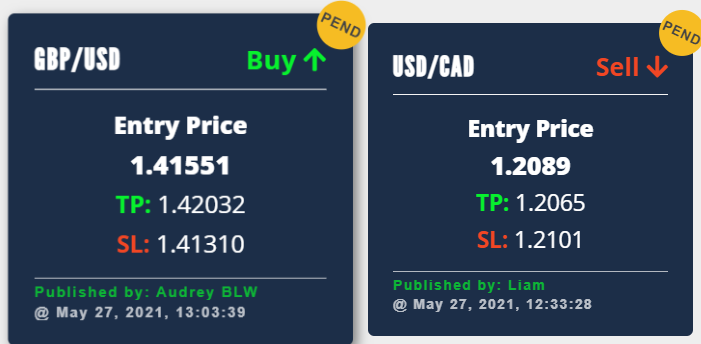 PEND
GBP/USD Buy
Entry Price
1.41551
TP: 1.42032
SL: 1.41310
Published by: Audrey BLW
@ May 27, 2021, 13:03:39
PEND
USD/CAD Sell
Entry Price
1.2089
TP: 1.2065
SL: 1.2101
Published by: Liam
@ May 27, 2021, 12:33:28